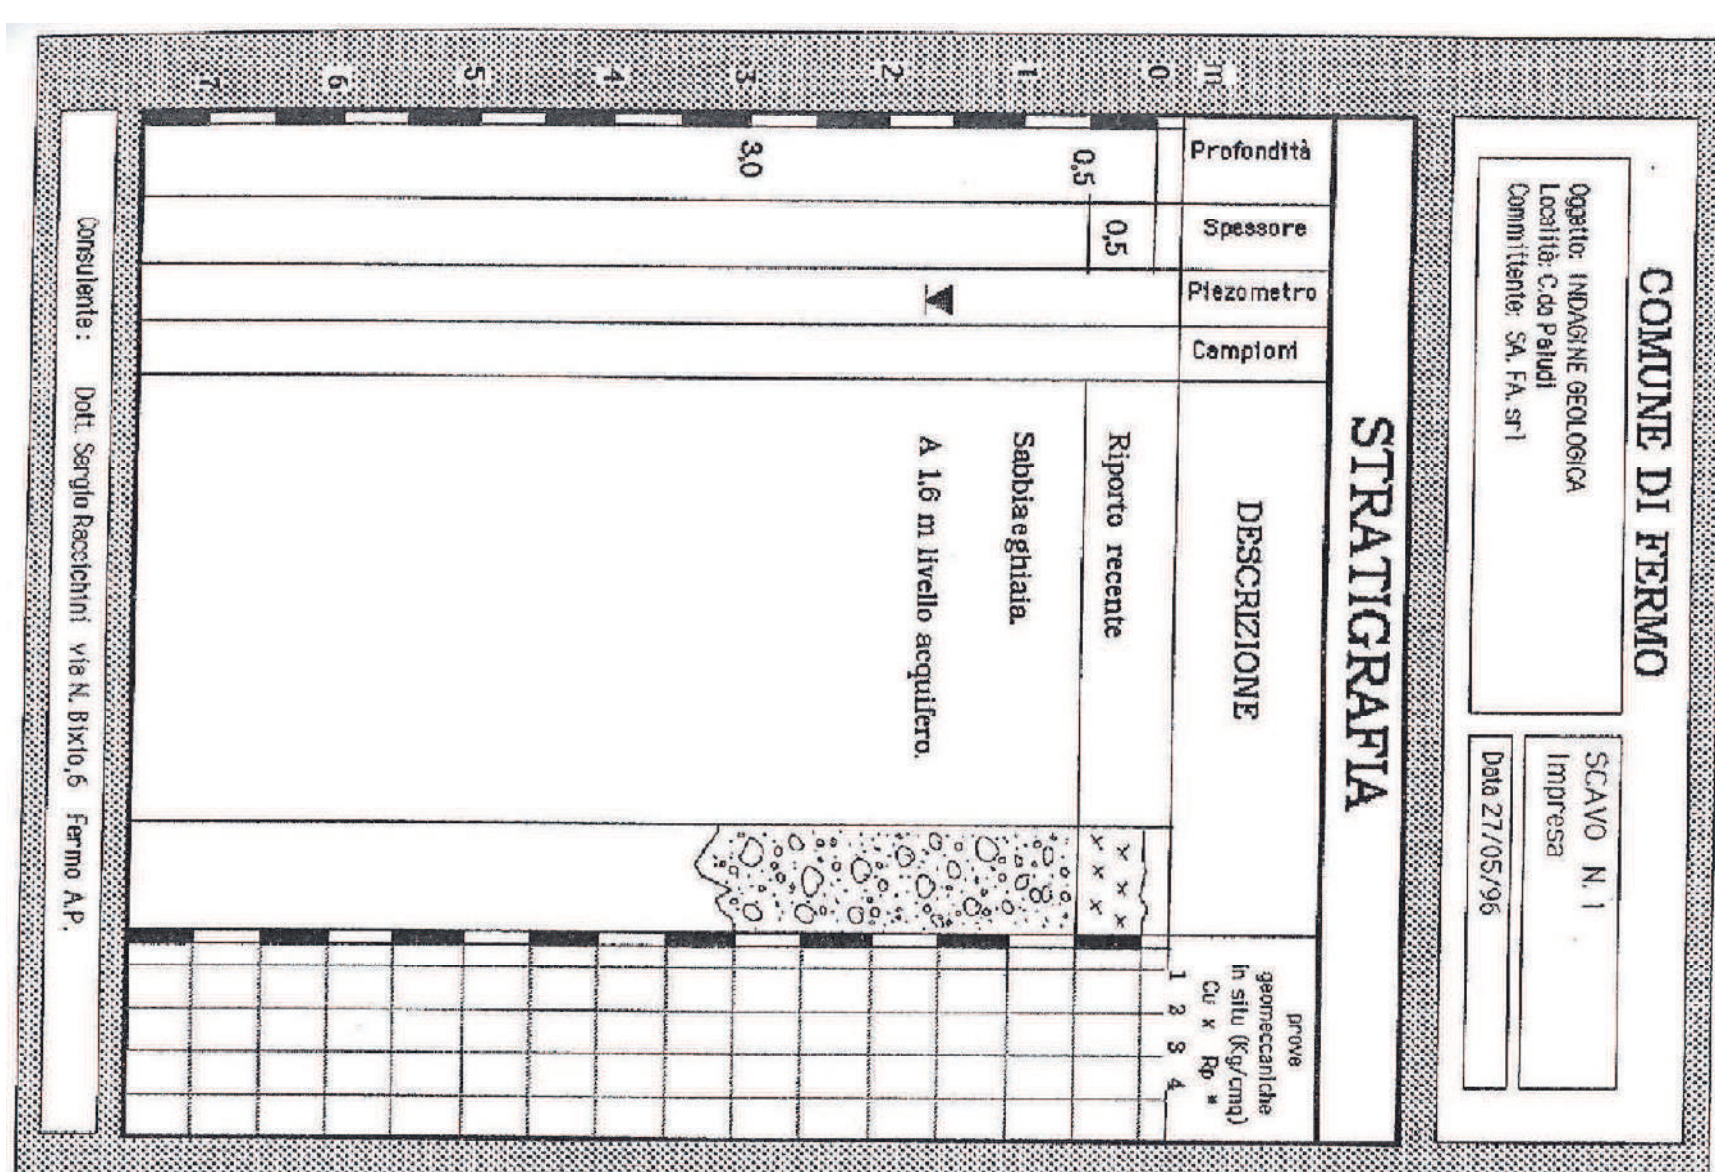 COMUNE DI FERMO
Oggetto: INDAGINE GEOLOGICA
Località: C.da Paludi
Committente: SA. FA. srl
SCAVO N. 1
Impresa
Data 27/05/96
STRATIGRAFIA
m
0
1
2
3
4
5
6
7
Profondità
Spessore
Piezometro
Campioni
DESCRIZIONE
prove
geomeccaniche
in situ (Kg/cmq)
Cu x Rp *
1 2 3 4
0,5
0,5
3,0
Riporto recente
Sabbia e ghiaia.
A 1,6 m livello acquifero.
Consulente: Dott. Sergio Raccichini via N. Bixio,6 Fermo A.P.